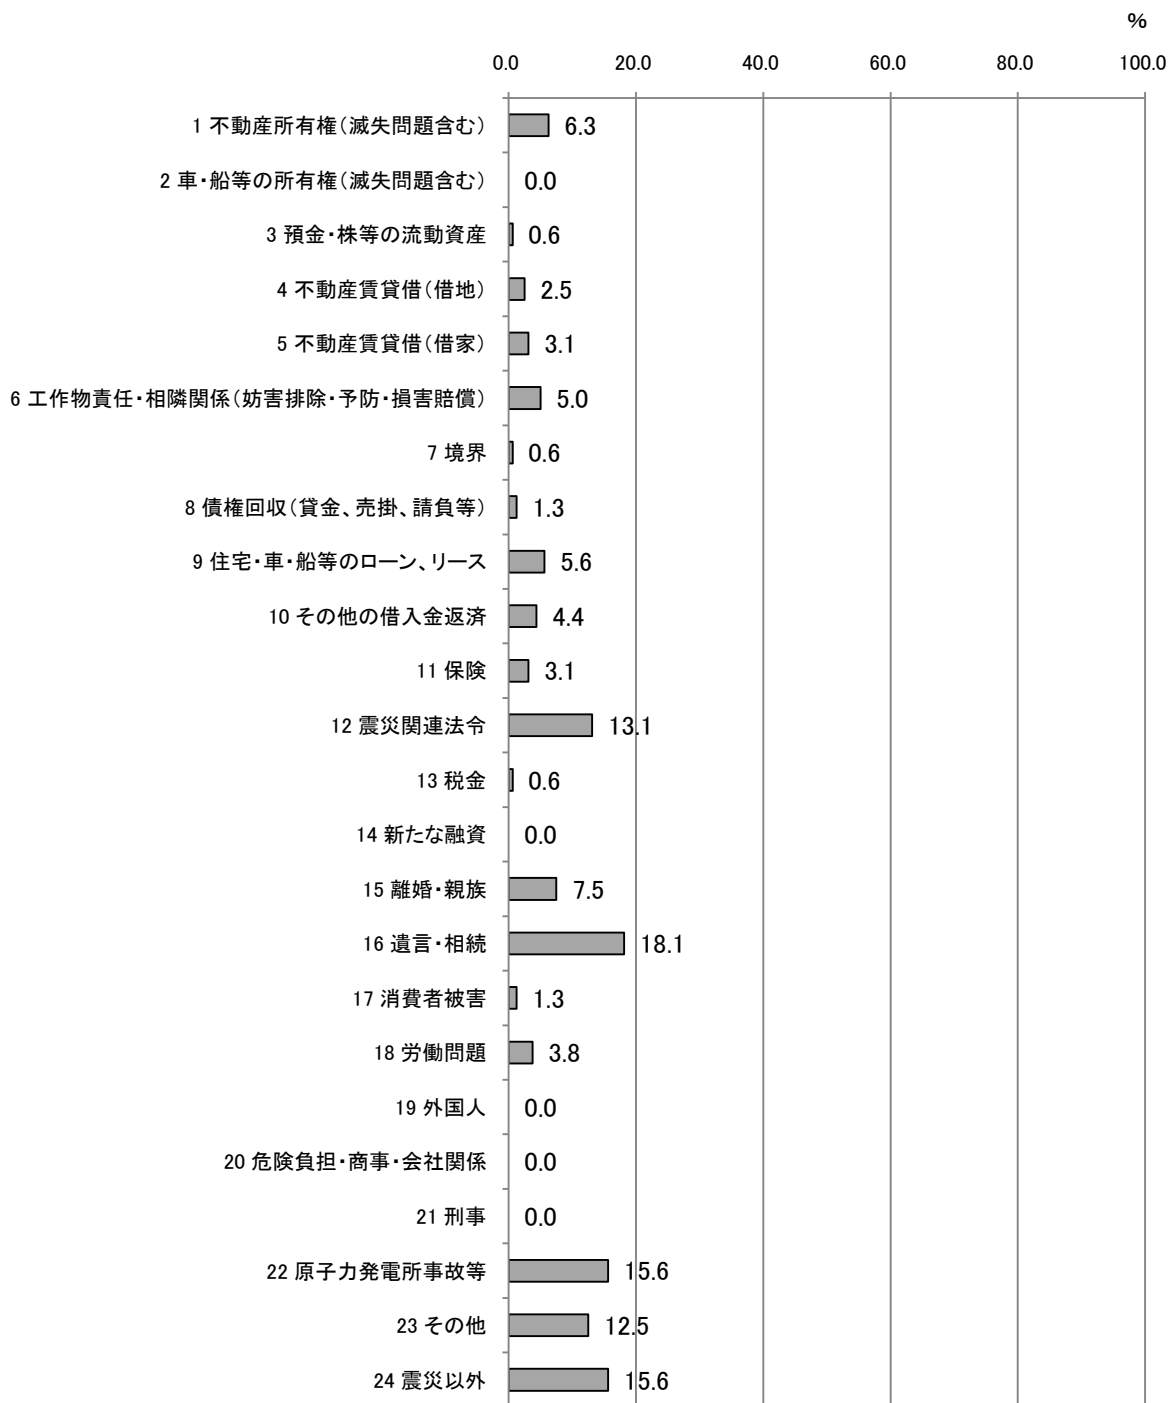 %
0.0 20.0 40.0 60.0 80.0 100.0
1 不動産所有権(滅失問題含む) 6.3
2 車・船等の所有権(滅失問題含む) 0.0
3 預金・株等の流動資産 0.6
4 不動産賃貸借(借地) 2.5
5 不動産賃貸借(借家) 3.1
6 工作物責任・相隣関係(妨害排除・予防・損害賠償) 5.0
7 境界 0.6
8 債権回収(貸金、売掛、請負等) 1.3
9 住宅・車・船等のローン、リース 5.6
10 その他の借入金返済 4.4
11 保険 3.1
12 震災関連法令 13.1
13 税金 0.6
14 新たな融資 0.0
15 離婚・親族 7.5
16 遺言・相続 18.1
17 消費者被害 1.3
18 労働問題 3.8
19 外国人 0.0
20 危険負担・商事・会社関係 0.0
21 刑事 0.0
22 原子力発電所事故等 15.6
23 その他 12.5
24 震災以外 15.6